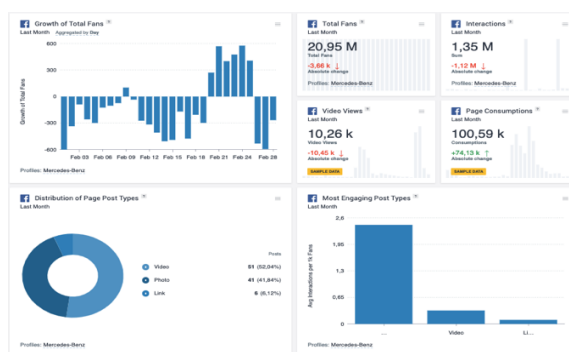 Growth of Total Fans
Last Month Aggregated by Day
Growth of Total Fans
600
300
0
-300
-600
Feb 03 Feb 06 Feb 09 Feb 12 Feb 15 Feb 18 Feb 21 Feb 24 Feb 28
Profiles: Mercedes-Benz
Total Fans
Last Month
20,95 M
Total Fans
-3,66 k ↓
Absolute change
Profiles: Mercedes-Benz
Interactions
Last Month
1,35 M
Sum
-1,12 M ↓
Absolute change
Profiles: Mercedes-Benz
Video Views
Last Month
10,26 k
Video Views
-10,45 k ↓
Absolute change
SAMPLE DATA
Page Consumptions
Last Month
100,59 k
Consumptions
+74,13 k ↑
Absolute change
SAMPLE DATA
Distribution of Page Post Types
Last Month
Posts
Video 51 (52,04%)
Photo 41 (41,84%)
Link 6 (6,12%)
Profiles: Mercedes-Benz
Most Engaging Post Types
Last Month
Avg Interactions per 1k Fans
2,6
1,95
1,3
0,65
0
... Video Li...
Profiles: Mercedes-Benz